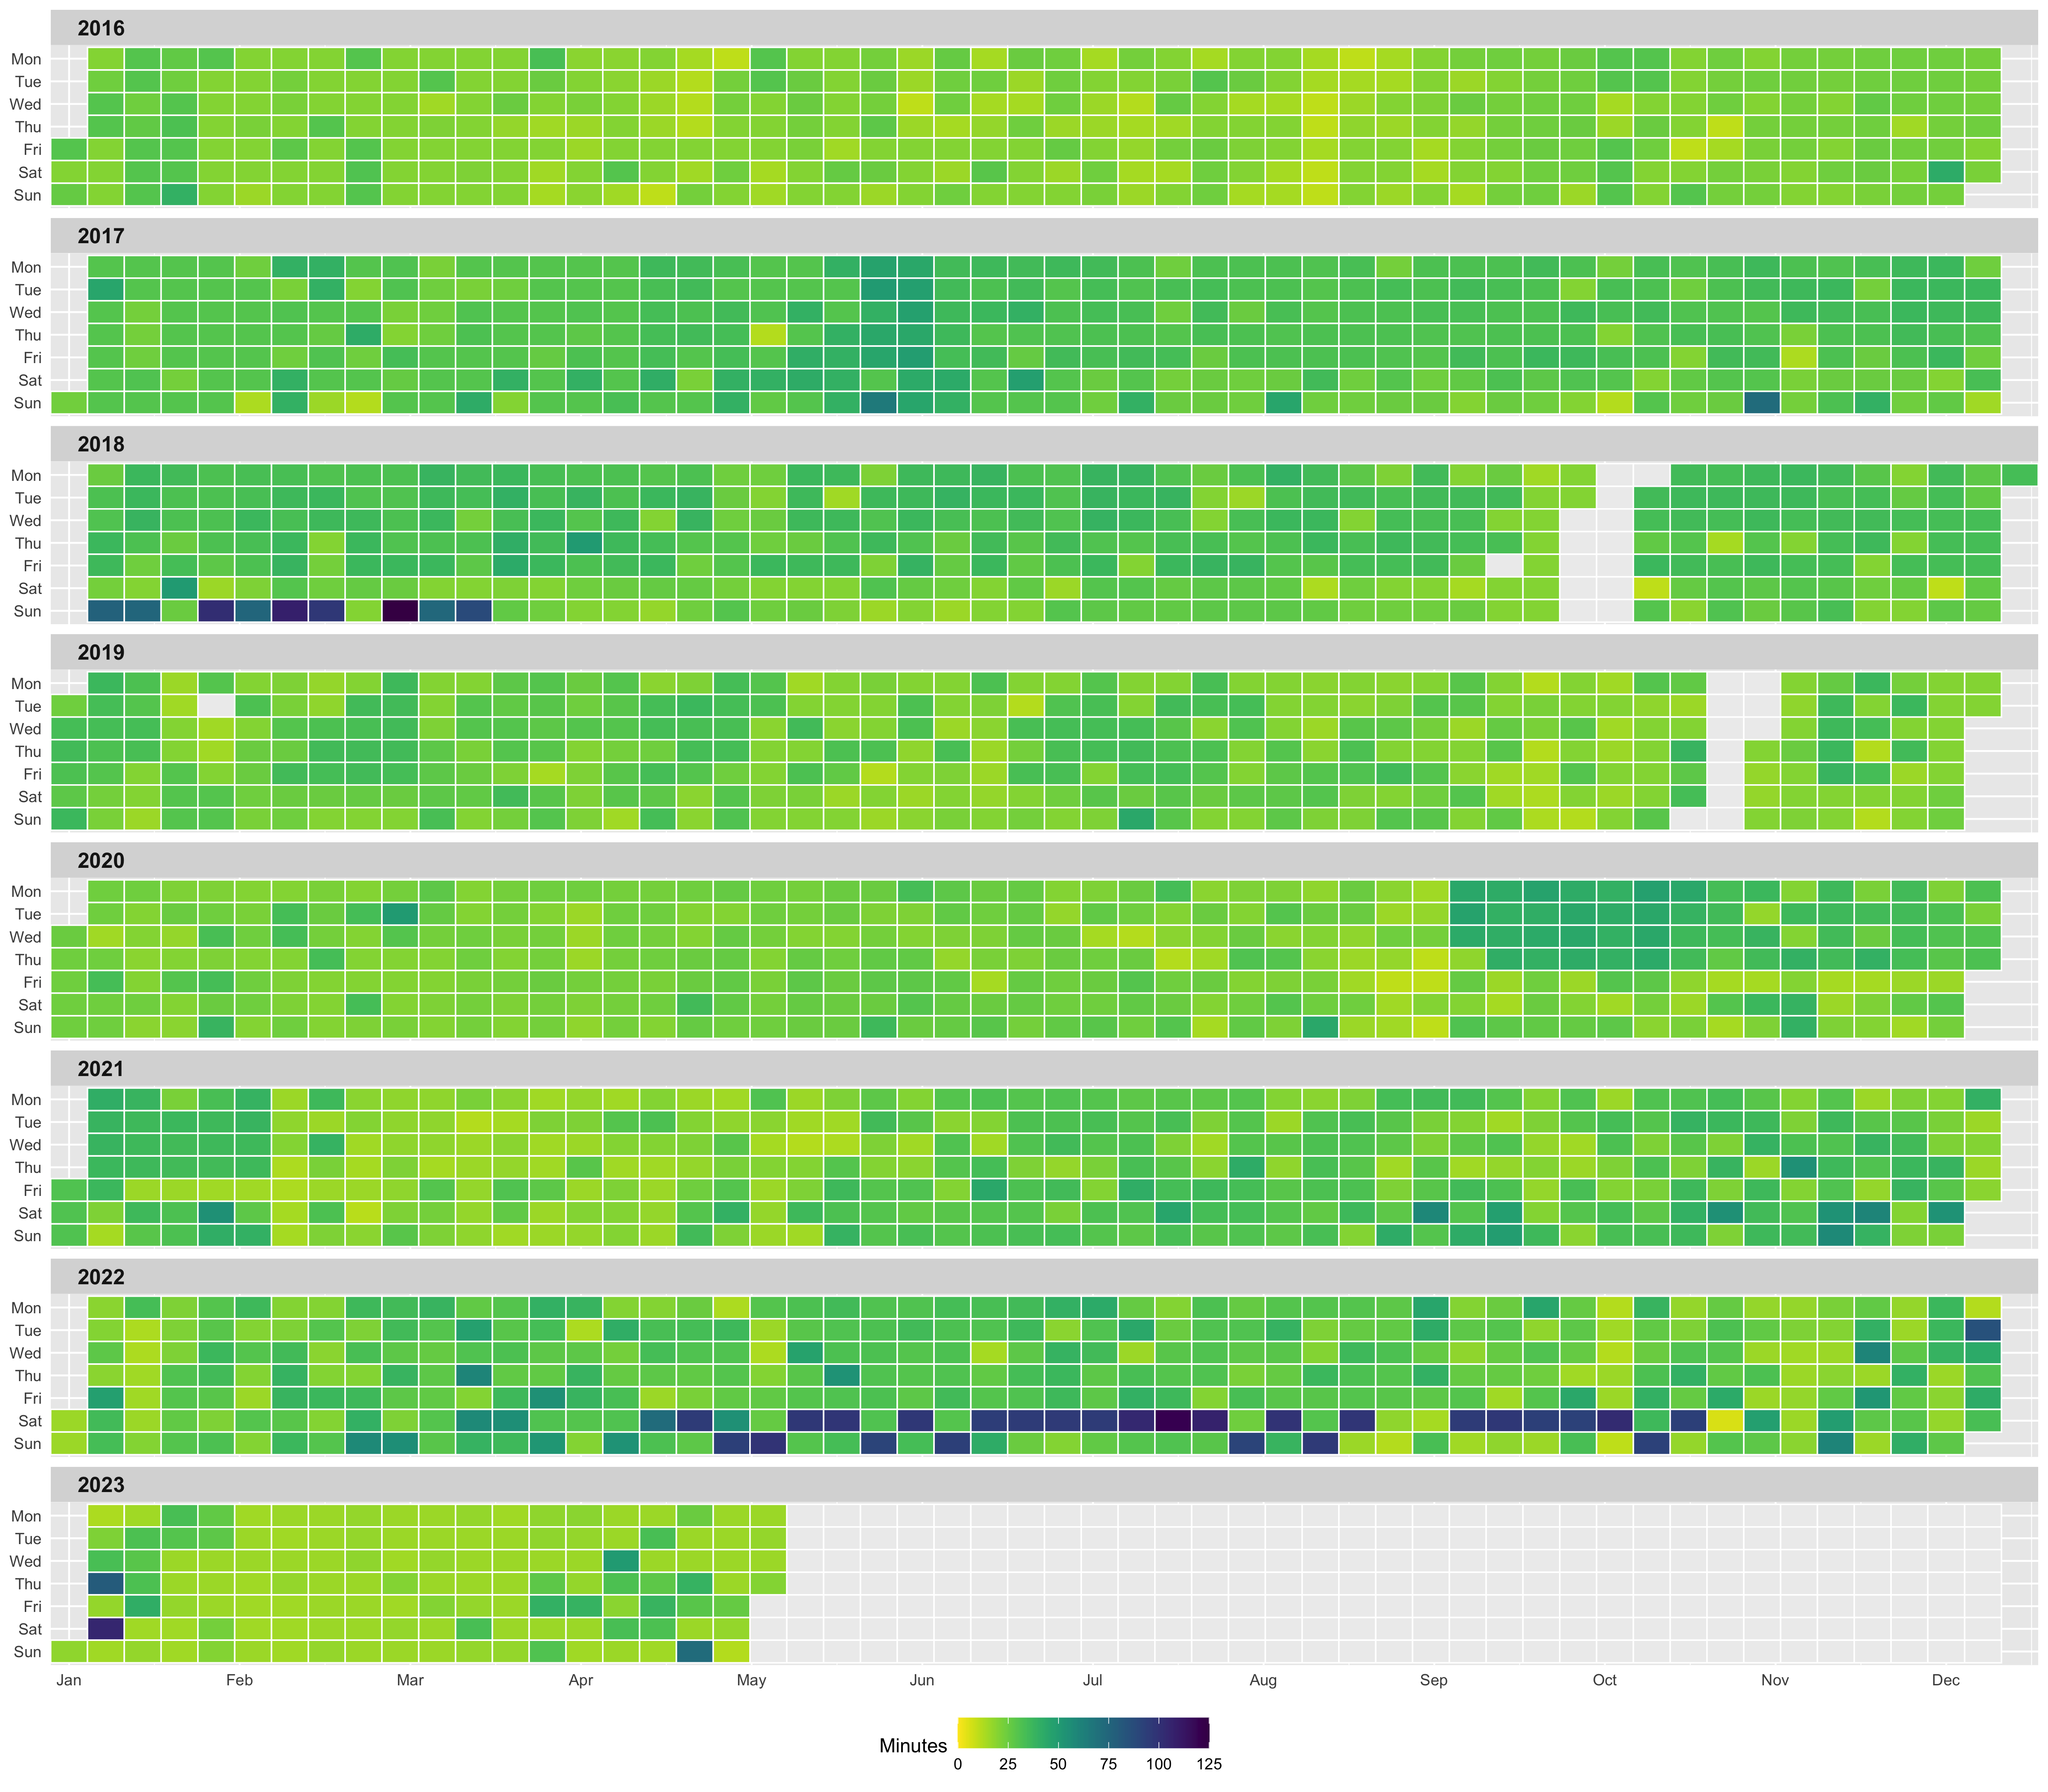 2016
Mon
Tue
Wed
Thu
Fri
Sat
Sun
2017
Mon
Tue
Wed
Thu
Fri
Sat
Sun
2018
Mon
Tue
Wed
Thu
Fri
Sat
Sun
2019
Mon
Tue
Wed
Thu
Fri
Sat
Sun
2020
Mon
Tue
Wed
Thu
Fri
Sat
Sun
2021
Mon
Tue
Wed
Thu
Fri
Sat
Sun
2022
Mon
Tue
Wed
Thu
Fri
Sat
Sun
2023
Mon
Tue
Wed
Thu
Fri
Sat
Sun
Jan Feb Mar Apr May Jun Jul Aug Sep Oct Nov Dec
Minutes
0 25 50 75 100 125